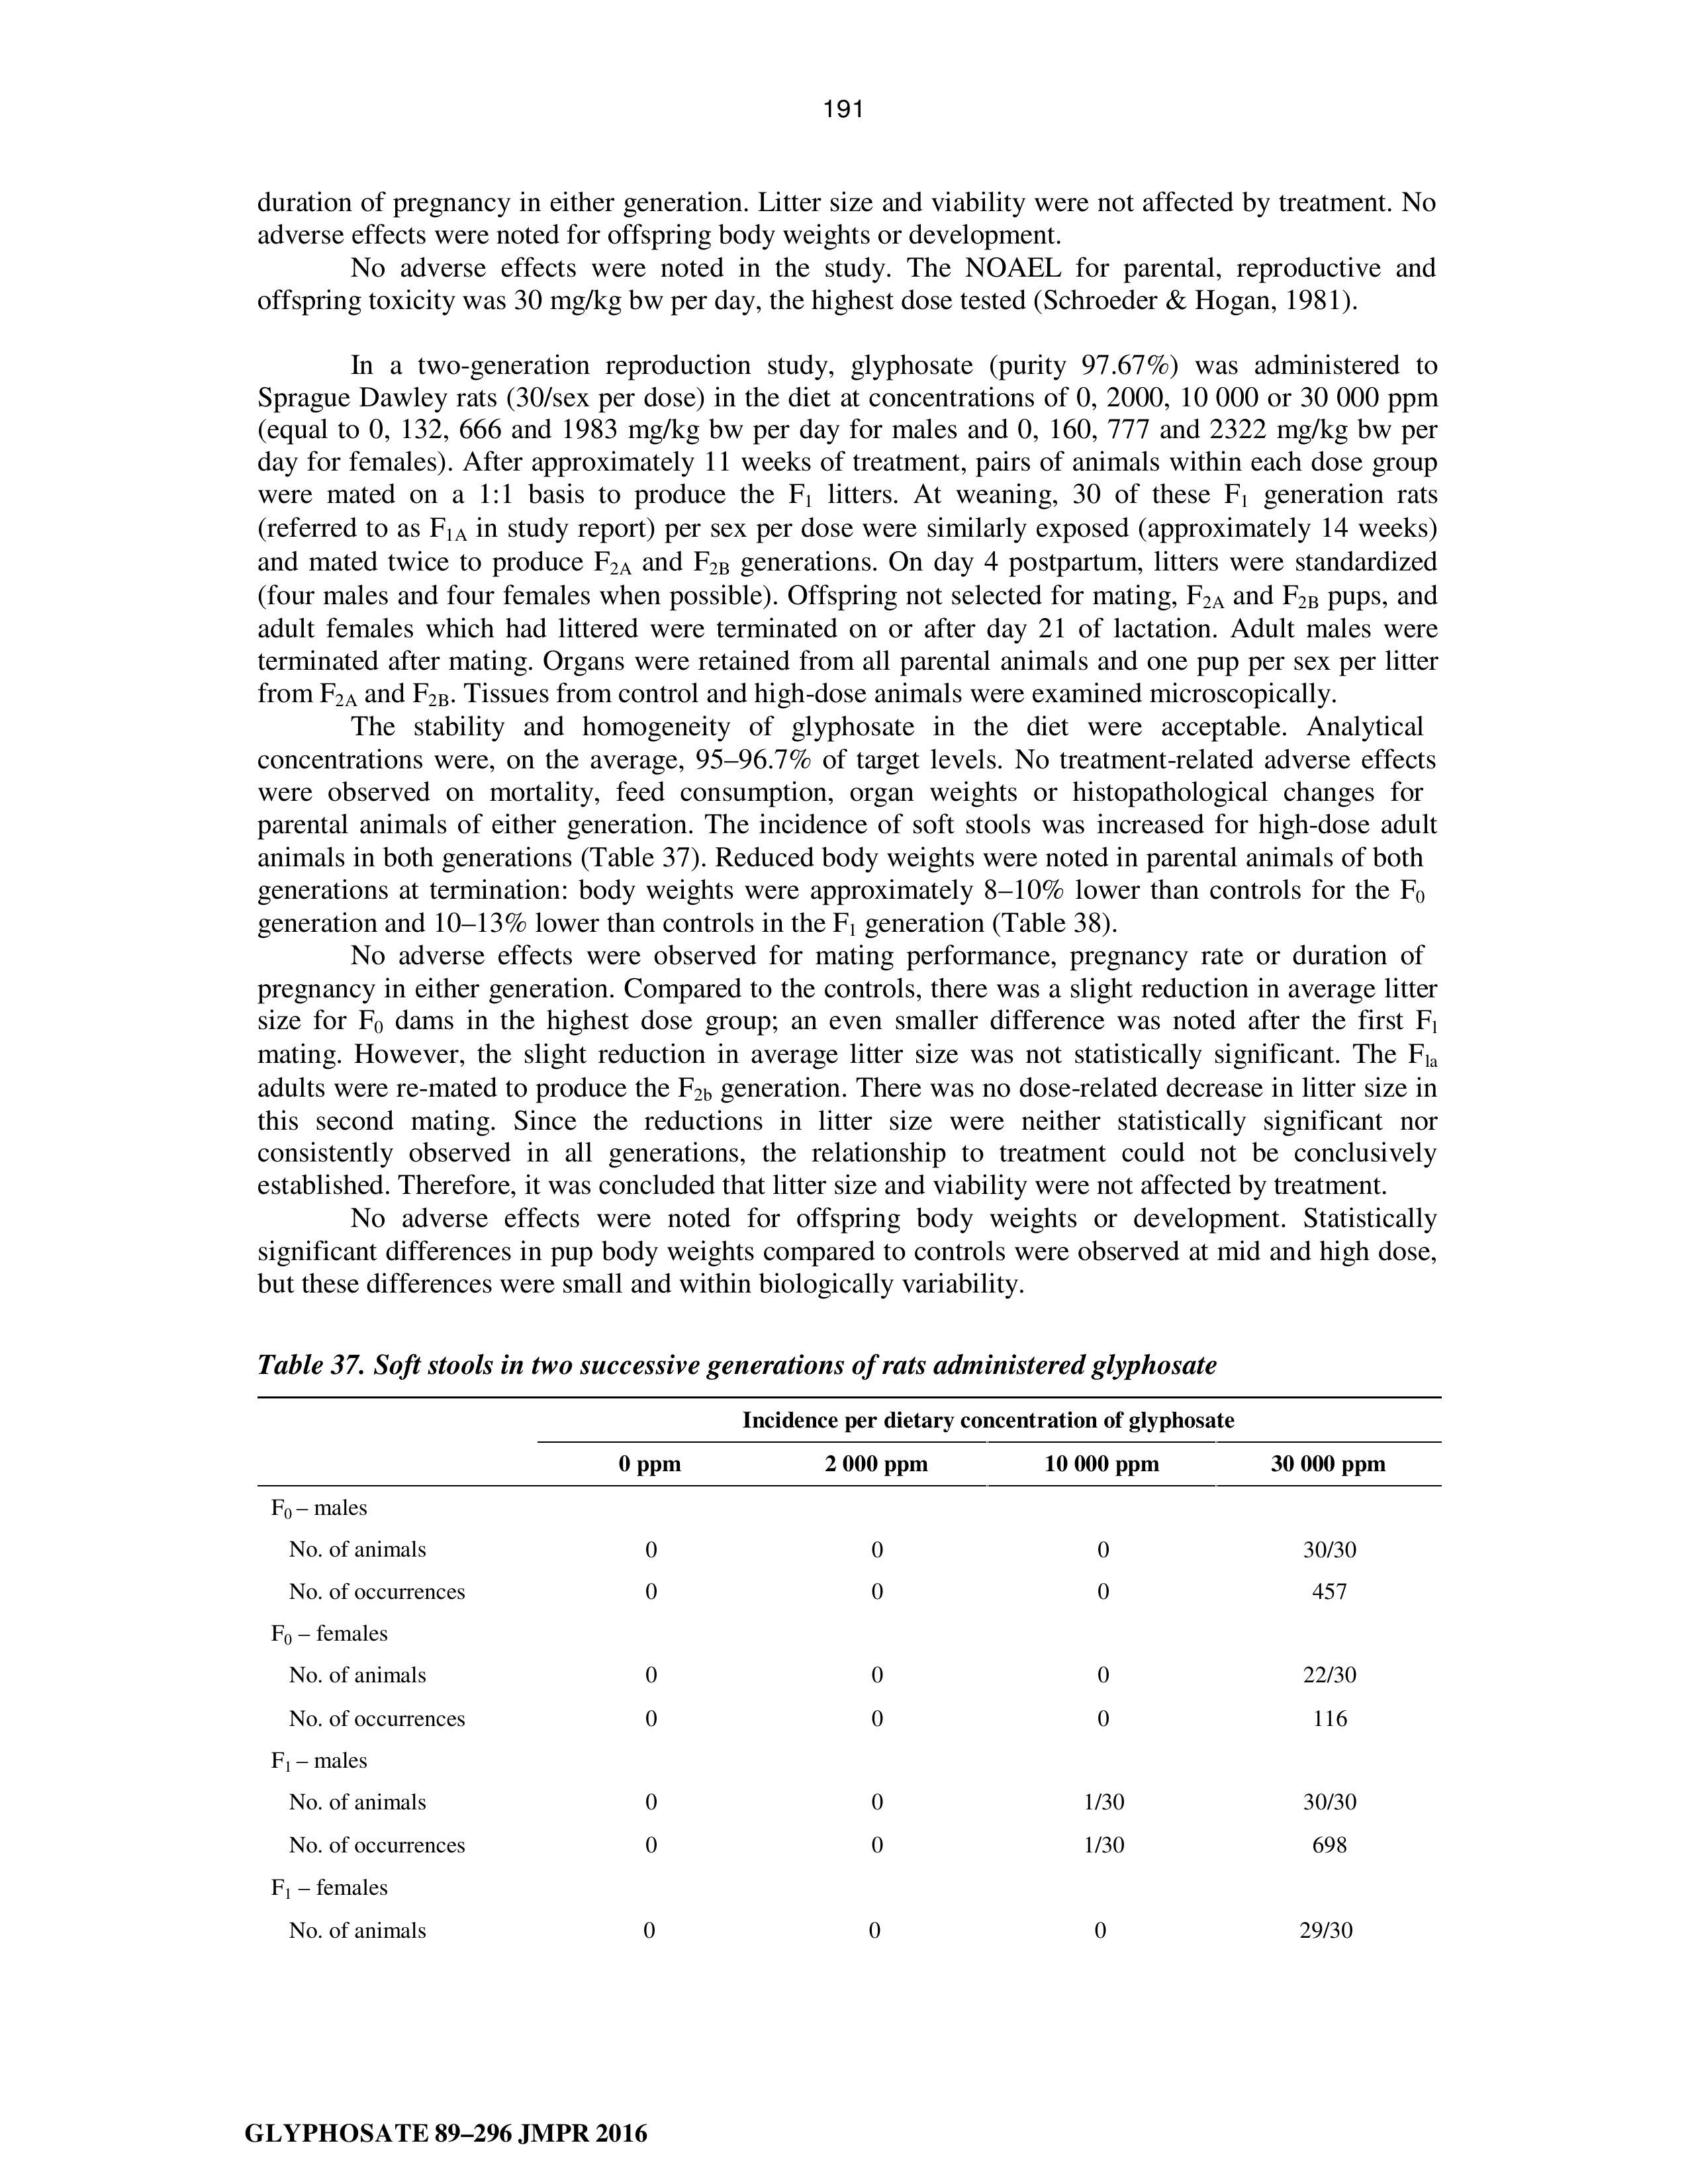 191
duration of pregnancy in either generation. Litter size and viability were not affected by treatment. No
adverse effects were noted for offspring body weights or development.
No adverse effects were noted in the study. The NOAEL for parental, reproductive and
offspring toxicity was 30 mg/kg bw per day, the highest dose tested (Schroeder & Hogan, 1981).
In a two-generation reproduction study, glyphosate (purity 97.67%) was administered to
Sprague Dawley rats (30/sex per dose) in the diet at concentrations of 0, 2000, 10 000 or 30 000 ppm
(equal to 0, 132, 666 and 1983 mg/kg bw per day for males and 0, 160, 777 and 2322 mg/kg bw per
day for females). After approximately 11 weeks of treatment, pairs of animals within each dose group
were mated on a 1:1 basis to produce the F1 litters. At weaning, 30 of these F1 generation rats
(referred to as F1A in study report) per sex per dose were similarly exposed (approximately 14 weeks)
and mated twice to produce F2A and F2B generations. On day 4 postpartum, litters were standardized
(four males and four females when possible). Offspring not selected for mating, F2A and F2B pups, and
adult females which had littered were terminated on or after day 21 of lactation. Adult males were
terminated after mating. Organs were retained from all parental animals and one pup per sex per litter
from F2A and F2B. Tissues from control and high-dose animals were examined microscopically.
The stability and homogeneity of glyphosate in the diet were acceptable. Analytical
concentrations were, on the average, 95–96.7% of target levels. No treatment-related adverse effects
were observed on mortality, feed consumption, organ weights or histopathological changes for
parental animals of either generation. The incidence of soft stools was increased for high-dose adult
animals in both generations (Table 37). Reduced body weights were noted in parental animals of both
generations at termination: body weights were approximately 8–10% lower than controls for the F0
generation and 10–13% lower than controls in the F1 generation (Table 38).
No adverse effects were observed for mating performance, pregnancy rate or duration of
pregnancy in either generation. Compared to the controls, there was a slight reduction in average litter
size for F0 dams in the highest dose group; an even smaller difference was noted after the first F1
mating. However, the slight reduction in average litter size was not statistically significant. The F1a
adults were re-mated to produce the F2b generation. There was no dose-related decrease in litter size in
this second mating. Since the reductions in litter size were neither statistically significant nor
consistently observed in all generations, the relationship to treatment could not be conclusively
established. Therefore, it was concluded that litter size and viability were not affected by treatment.
No adverse effects were noted for offspring body weights or development. Statistically
significant differences in pup body weights compared to controls were observed at mid and high dose,
but these differences were small and within biologically variability.
Table 37. Soft stools in two successive generations of rats administered glyphosate
Incidence per dietary concentration of glyphosate
0 ppm 2 000 ppm 10 000 ppm 30 000 ppm
F0 – males
No. of animals 0 0 0 30/30
No. of occurrences 0 0 0 457
F0 – females
No. of animals 0 0 0 22/30
No. of occurrences 0 0 0 116
F1 – males
No. of animals 0 0 1/30 30/30
No. of occurrences 0 0 1/30 698
F1 – females
No. of animals 0 0 0 29/30
GLYPHOSATE 89–296 JMPR 2016